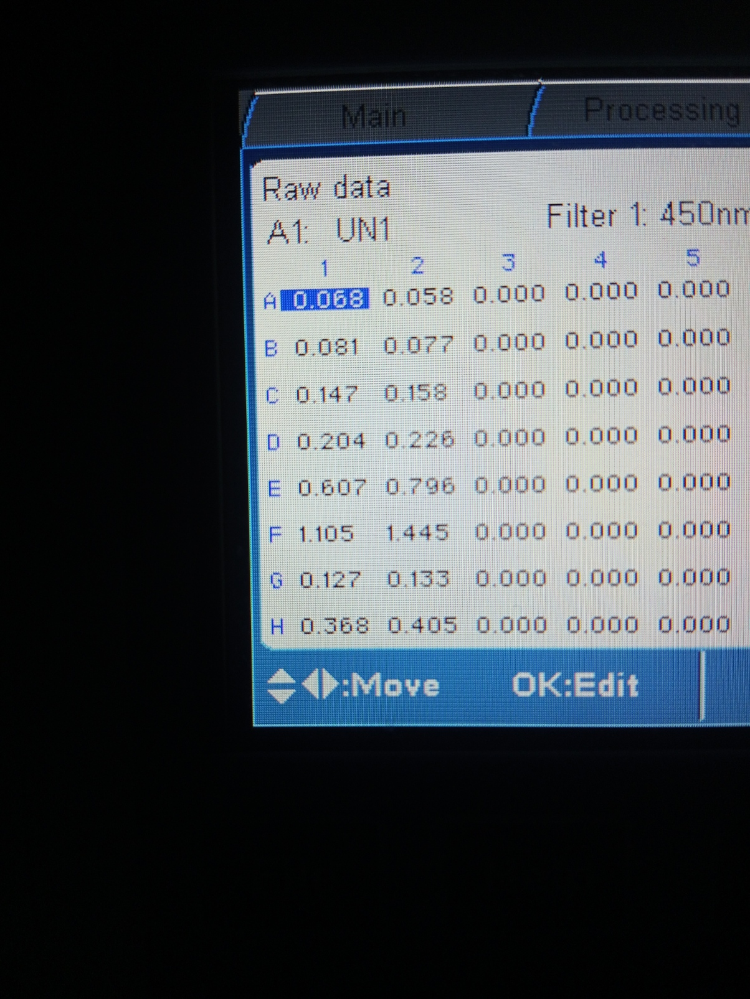 Main Processing
Raw data
A1: UN1 Filter 1: 450nm
1 2 3 4 5
A 0.068 0.058 0.000 0.000 0.000
B 0.081 0.077 0.000 0.000 0.000
C 0.147 0.158 0.000 0.000 0.000
D 0.204 0.226 0.000 0.000 0.000
E 0.607 0.796 0.000 0.000 0.000
F 1.105 1.445 0.000 0.000 0.000
G 0.127 0.133 0.000 0.000 0.000
H 0.368 0.405 0.000 0.000 0.000
:Move OK:Edit